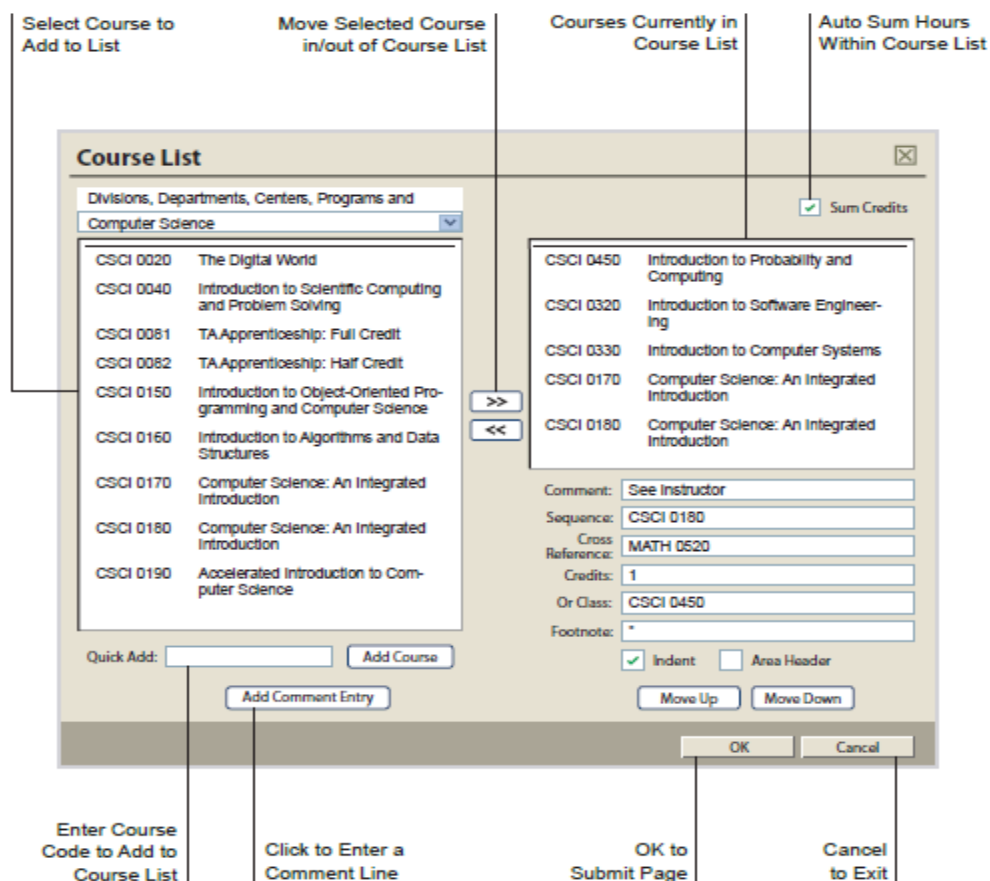 Select Course to
Add to List
Move Selected Course
in/out of Course List
Courses Currently in
Course List
Auto Sum Hours
Within Course List
Course List
Divisions, Departments, Centers, Programs and
Computer Science
Sum Credits
CSCI 0020 The Digital World
CSCI 0040 Introduction to Scientific Computing
and Problem Solving
CSCI 0081 TA Apprenticeship: Full Credit
CSCI 0082 TA Apprenticeship: Half Credit
CSCI 0150 Introduction to Object-Oriented Pro-
gramming and Computer Science
CSCI 0160 Introduction to Algorithms and Data
Structures
CSCI 0170 Computer Science: An Integrated
Introduction
CSCI 0180 Computer Science: An Integrated
Introduction
CSCI 0190 Accelerated Introduction to Com-
puter Science
>>
<<
CSCI 0450 Introduction to Probability and
Computing
CSCI 0320 Introduction to Software Engineer-
ing
CSCI 0330 Introduction to Computer Systems
CSCI 0170 Computer Science: An Integrated
Introduction
CSCI 0180 Computer Science: An Integrated
Introduction
Comment: See Instructor
Sequence: CSCI 0180
Cross
Reference: MATH 0520
Credits: 1
Or Class: CSCI 0450
Footnote: *
Indent Area Header
Move Up Move Down
Quick Add: Add Course
Add Comment Entry
OK Cancel
Enter Course
Code to Add to
Course List
Click to Enter a
Comment Line
OK to
Submit Page
Cancel
to Exit